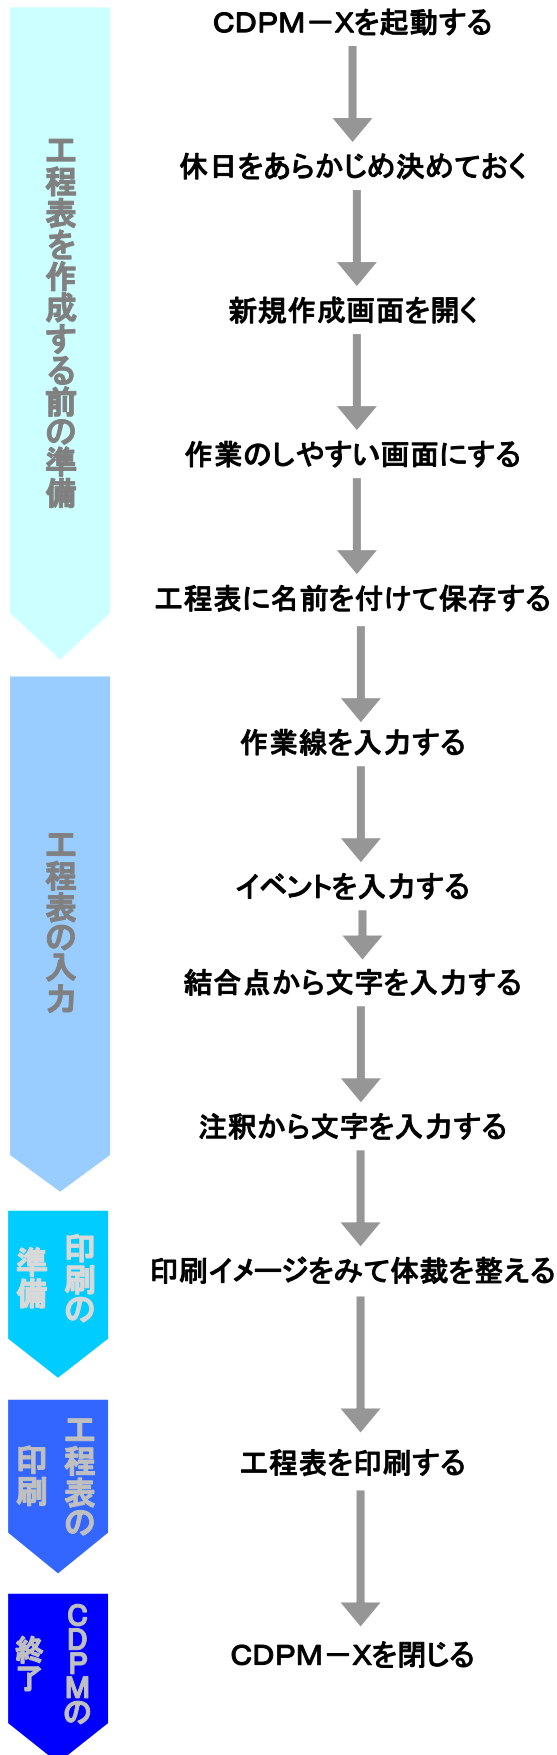 工程表を作成する前の準備
CDPM－Xを起動する
休日をあらかじめ決めておく
新規作成画面を開く
作業のしやすい画面にする
工程表に名前を付けて保存する
工程表の入力
作業線を入力する
イベントを入力する
結合点から文字を入力する
注釈から文字を入力する
印刷の
準備
印刷イメージをみて体裁を整える
工程表の
印刷
工程表を印刷する
CDPMの
終了
CDPM－Xを閉じる